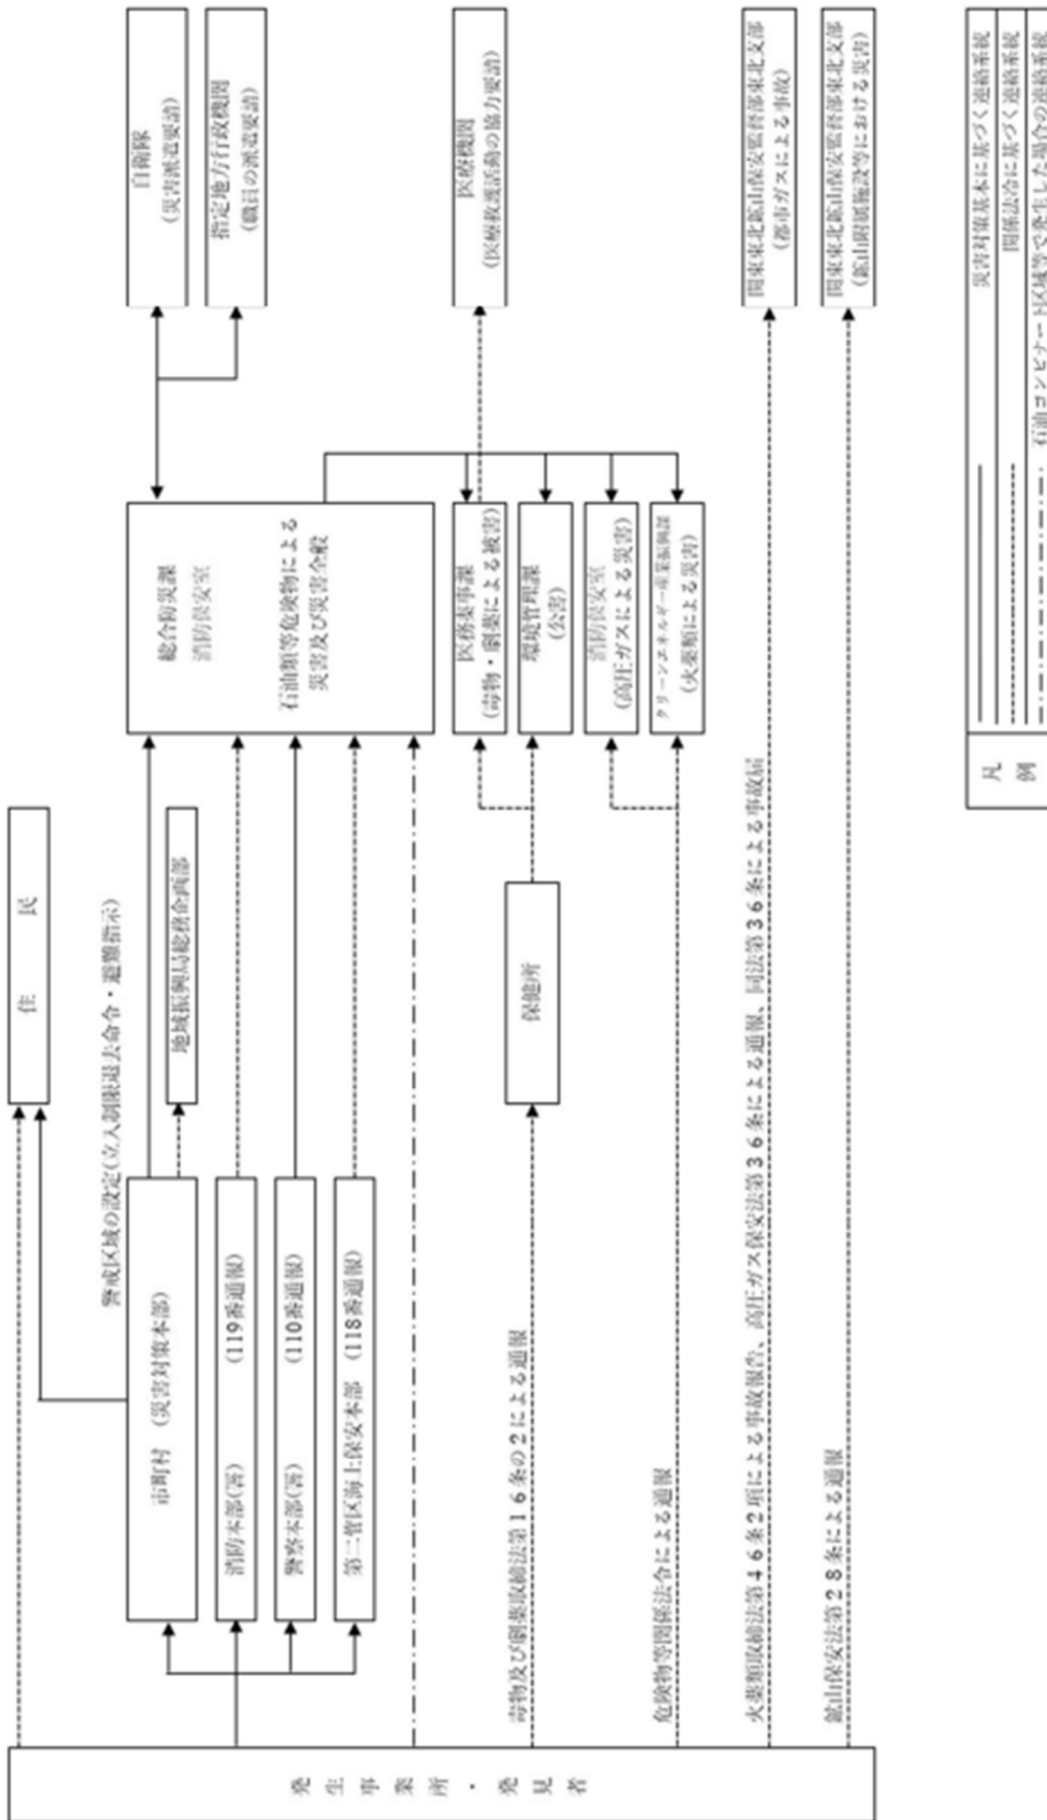 住民
警戒区域の設定(立入制限退去命令・避難指示)
市町村 (災害対策本部)
地域振興局総務企画部
消防本部(署) (119番通報)
警察本部(署) (110番通報)
第二管区海上保安本部 (118番通報)
発生事業所・発見者
総合防災課
消防保安室
石油類等危険物による
災害及び災害全般
自衛隊
(災害派遣要請)
指定地方行政機関
(職員の派遣要請)
医療機関
(医療救護活動の協力要請)
医務薬事課
(毒物・劇薬による被害)
環境管理課
(公害)
消防保安室
(高圧ガスによる災害)
クリーンエネルギー産業振興課
(火薬類による災害)
保健所
毒物及び劇薬取締法第16条の2による通報
危険物等関係法令による通報
火薬類取締法第46条2項による事故報告、高圧ガス保安法第36条による通報、同法第36条による事故届
関東東北鉱山保安監督部東北支部
(都市ガスによる事故)
鉱山保安法第28条による通報
関東東北鉱山保安監督部東北支部
(鉱山附属施設等における災害)
凡例
災害対策基本に基づく連絡系統
関係法令に基づく連絡系統
石油コンビナート区域等で発生した場合の連絡系統